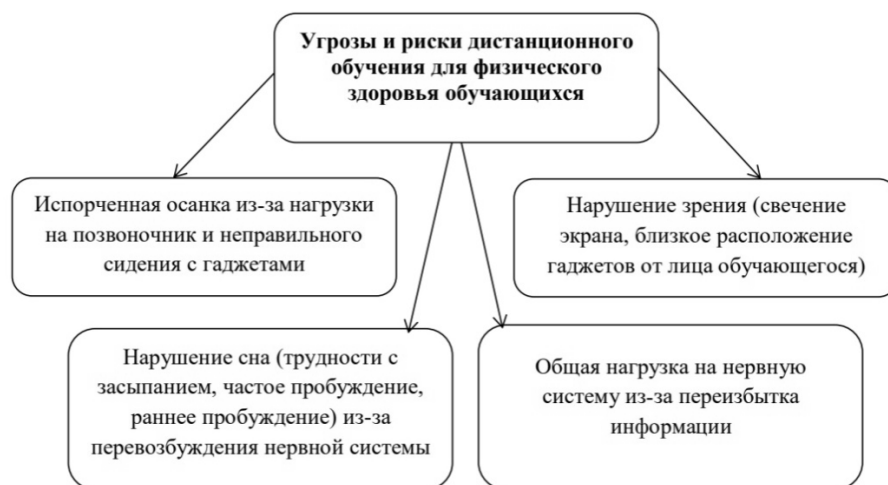 Угрозы и риски дистанционного
обучения для физического
здоровья обучающихся
Испорченная осанка из-за нагрузки
на позвоночник и неправильного
сидения с гаджетами
Нарушение зрения (свечение
экрана, близкое расположение
гаджетов от лица обучающегося)
Нарушение сна (трудности с
засыпанием, частое пробуждение,
раннее пробуждение) из-за
перевозбуждения нервной системы
Общая нагрузка на нервную
систему из-за переизбытка
информации